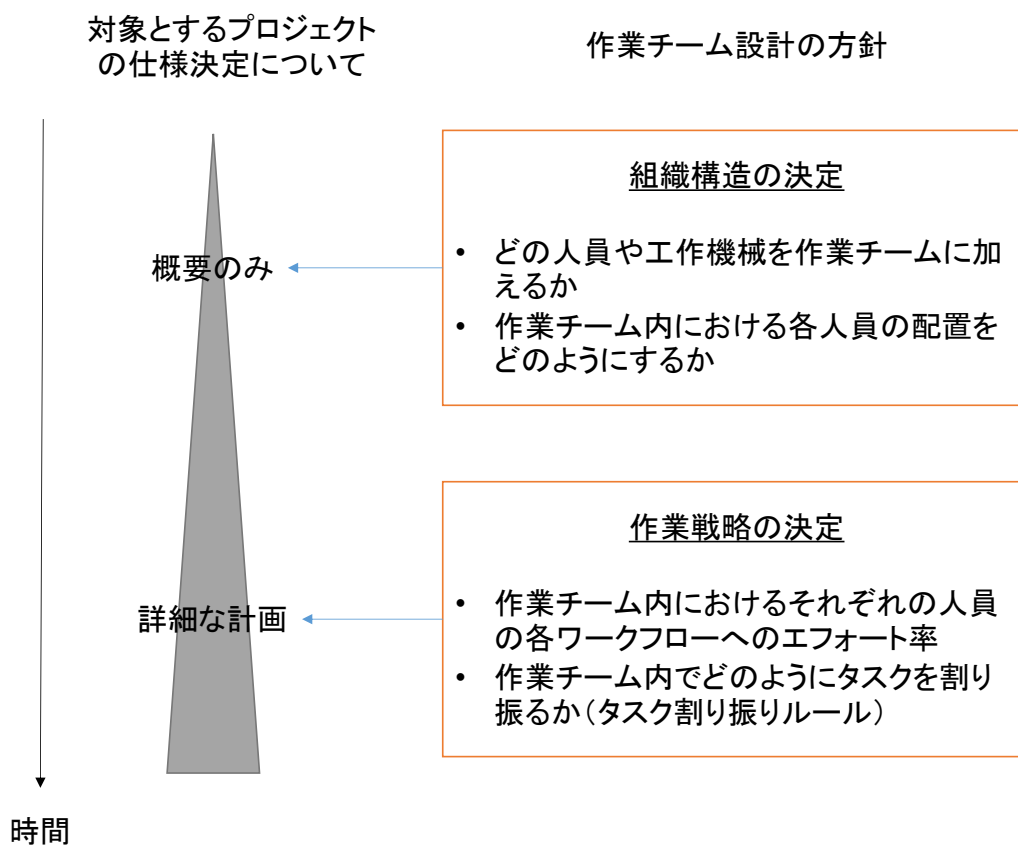 対象とするプロジェクト
の仕様決定について
作業チーム設計の方針
組織構造の決定
• どの人員や工作機械を作業チームに加
えるか
• 作業チーム内における各人員の配置を
どのようにするか
概要のみ
作業戦略の決定
• 作業チーム内におけるそれぞれの人員
の各ワークフローへのエフォート率
• 作業チーム内でどのようにタスクを割り
振るか（タスク割り振りルール）
詳細な計画
時間